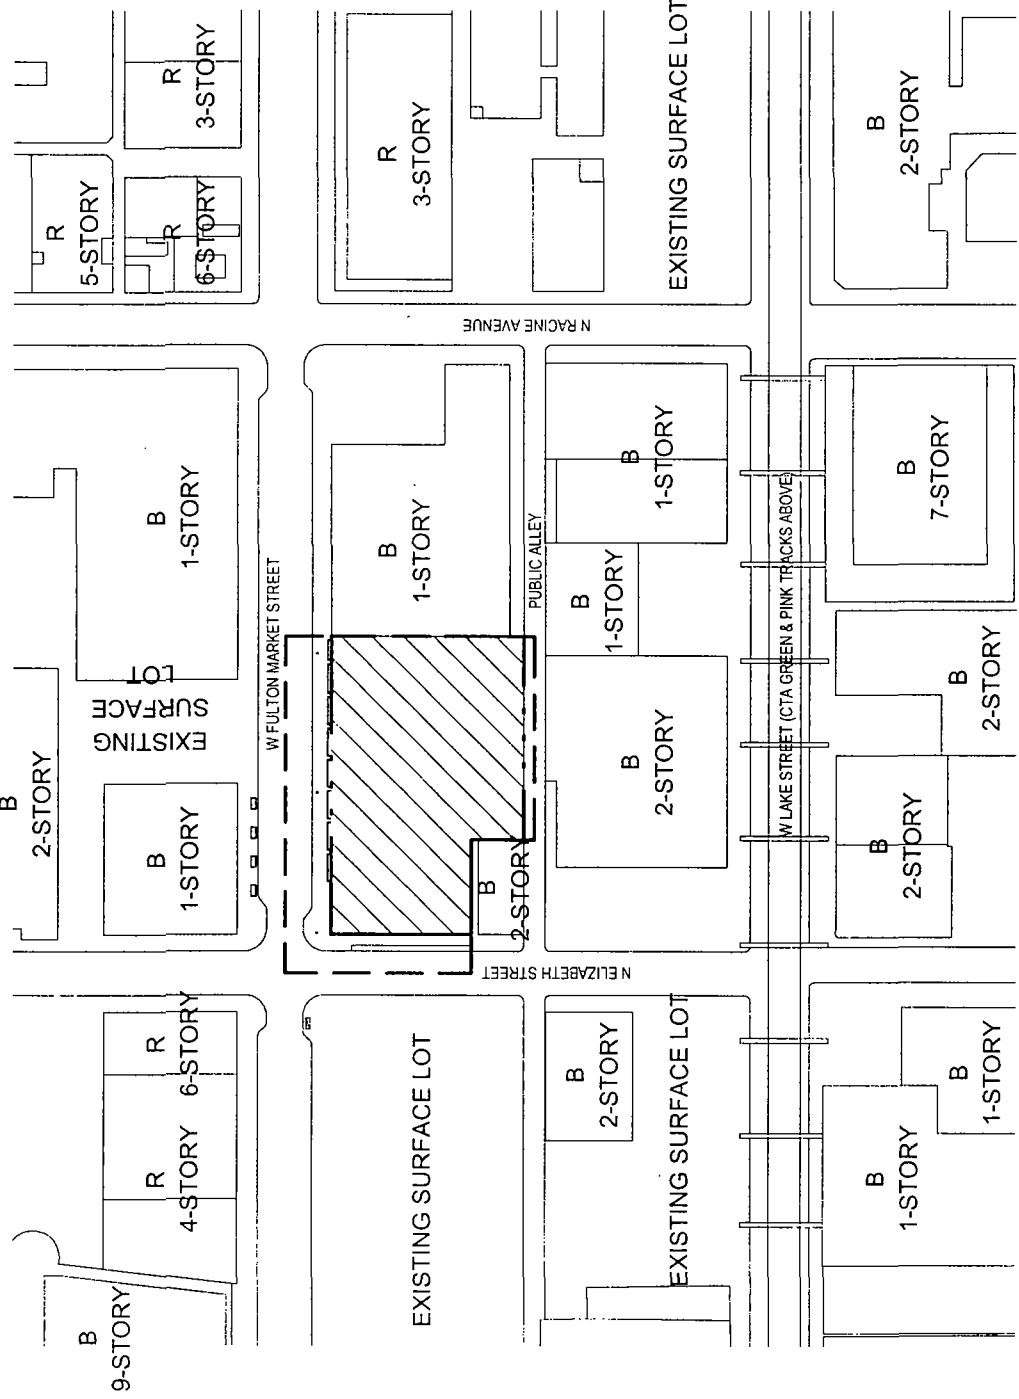 B
9-STORY
B
2-STORY
R
5-STORY
R
4-STORY
R
6-STORY
B
1-STORY
EXISTING
SURFACE
LOT
B
1-STORY
R
6-STORY
R
3-STORY
W FULTON MARKET STREET
EXISTING SURFACE LOT
B
1-STORY
R
3-STORY
N ELIZABETH STREET
B
2-STORY
PUBLIC ALLEY
N RACINE AVENUE
EXISTING SURFACE LOT
B
2-STORY
B
2-STORY
B
1-STORY
B
1-STORY
EXISTING SURFACE LOT
W LAKE STREET (CTA GREEN & PINK TRACKS ABOVE)
B
1-STORY
B
1-STORY
B
2-STORY
B
2-STORY
B
7-STORY
B
2-STORY